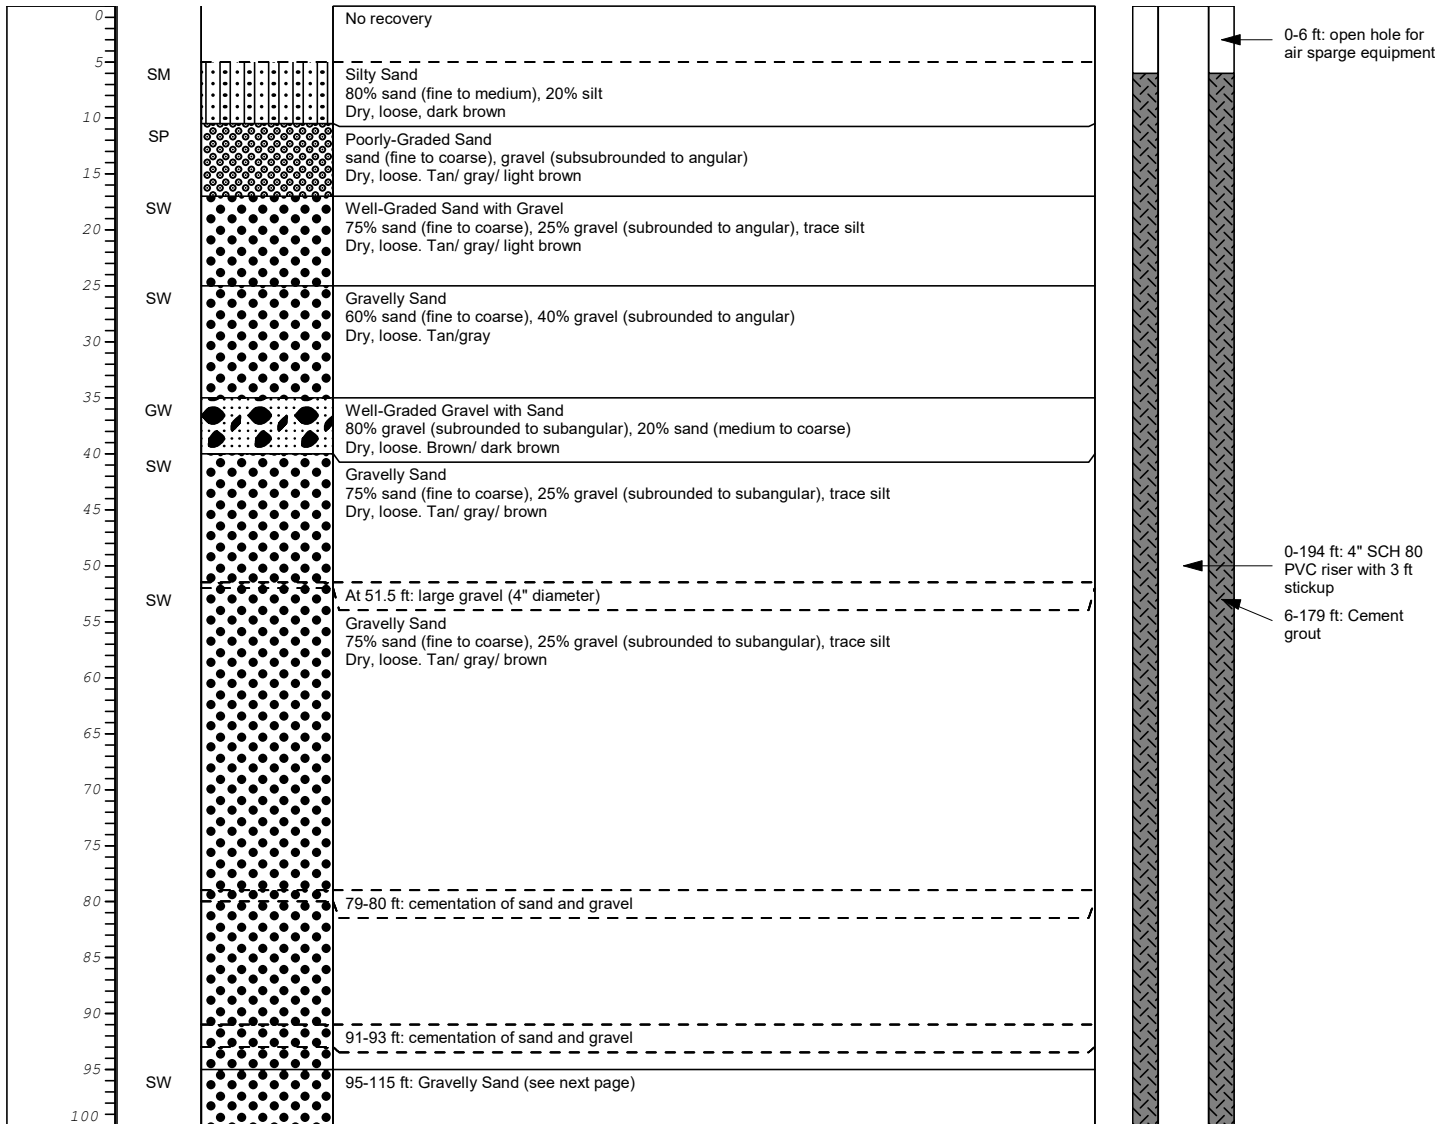 0
No recovery
0-6 ft: open hole for
air sparge equipment
5
SM
Silty Sand
80% sand (fine to medium), 20% silt
Dry, loose, dark brown
10
SP
Poorly-Graded Sand
sand (fine to coarse), gravel (subsubrounded to angular)
Dry, loose. Tan/ gray/ light brown
15
SW
Well-Graded Sand with Gravel
75% sand (fine to coarse), 25% gravel (subrounded to angular), trace silt
Dry, loose. Tan/ gray/ light brown
20
25
SW
Gravelly Sand
60% sand (fine to coarse), 40% gravel (subrounded to angular)
Dry, loose. Tan/gray
30
35
GW
Well-Graded Gravel with Sand
80% gravel (subrounded to subangular), 20% sand (medium to coarse)
Dry, loose. Brown/ dark brown
40
SW
Gravelly Sand
75% sand (fine to coarse), 25% gravel (subrounded to subangular), trace silt
Dry, loose. Tan/ gray/ brown
45
50
0-194 ft: 4" SCH 80
PVC riser with 3 ft
stickup
SW
At 51.5 ft: large gravel (4" diameter)
55
Gravelly Sand
75% sand (fine to coarse), 25% gravel (subrounded to subangular), trace silt
Dry, loose. Tan/ gray/ brown
6-179 ft: Cement
grout
60
65
70
75
80
79-80 ft: cementation of sand and gravel
85
90
91-93 ft: cementation of sand and gravel
95
SW
95-115 ft: Gravelly Sand (see next page)
100